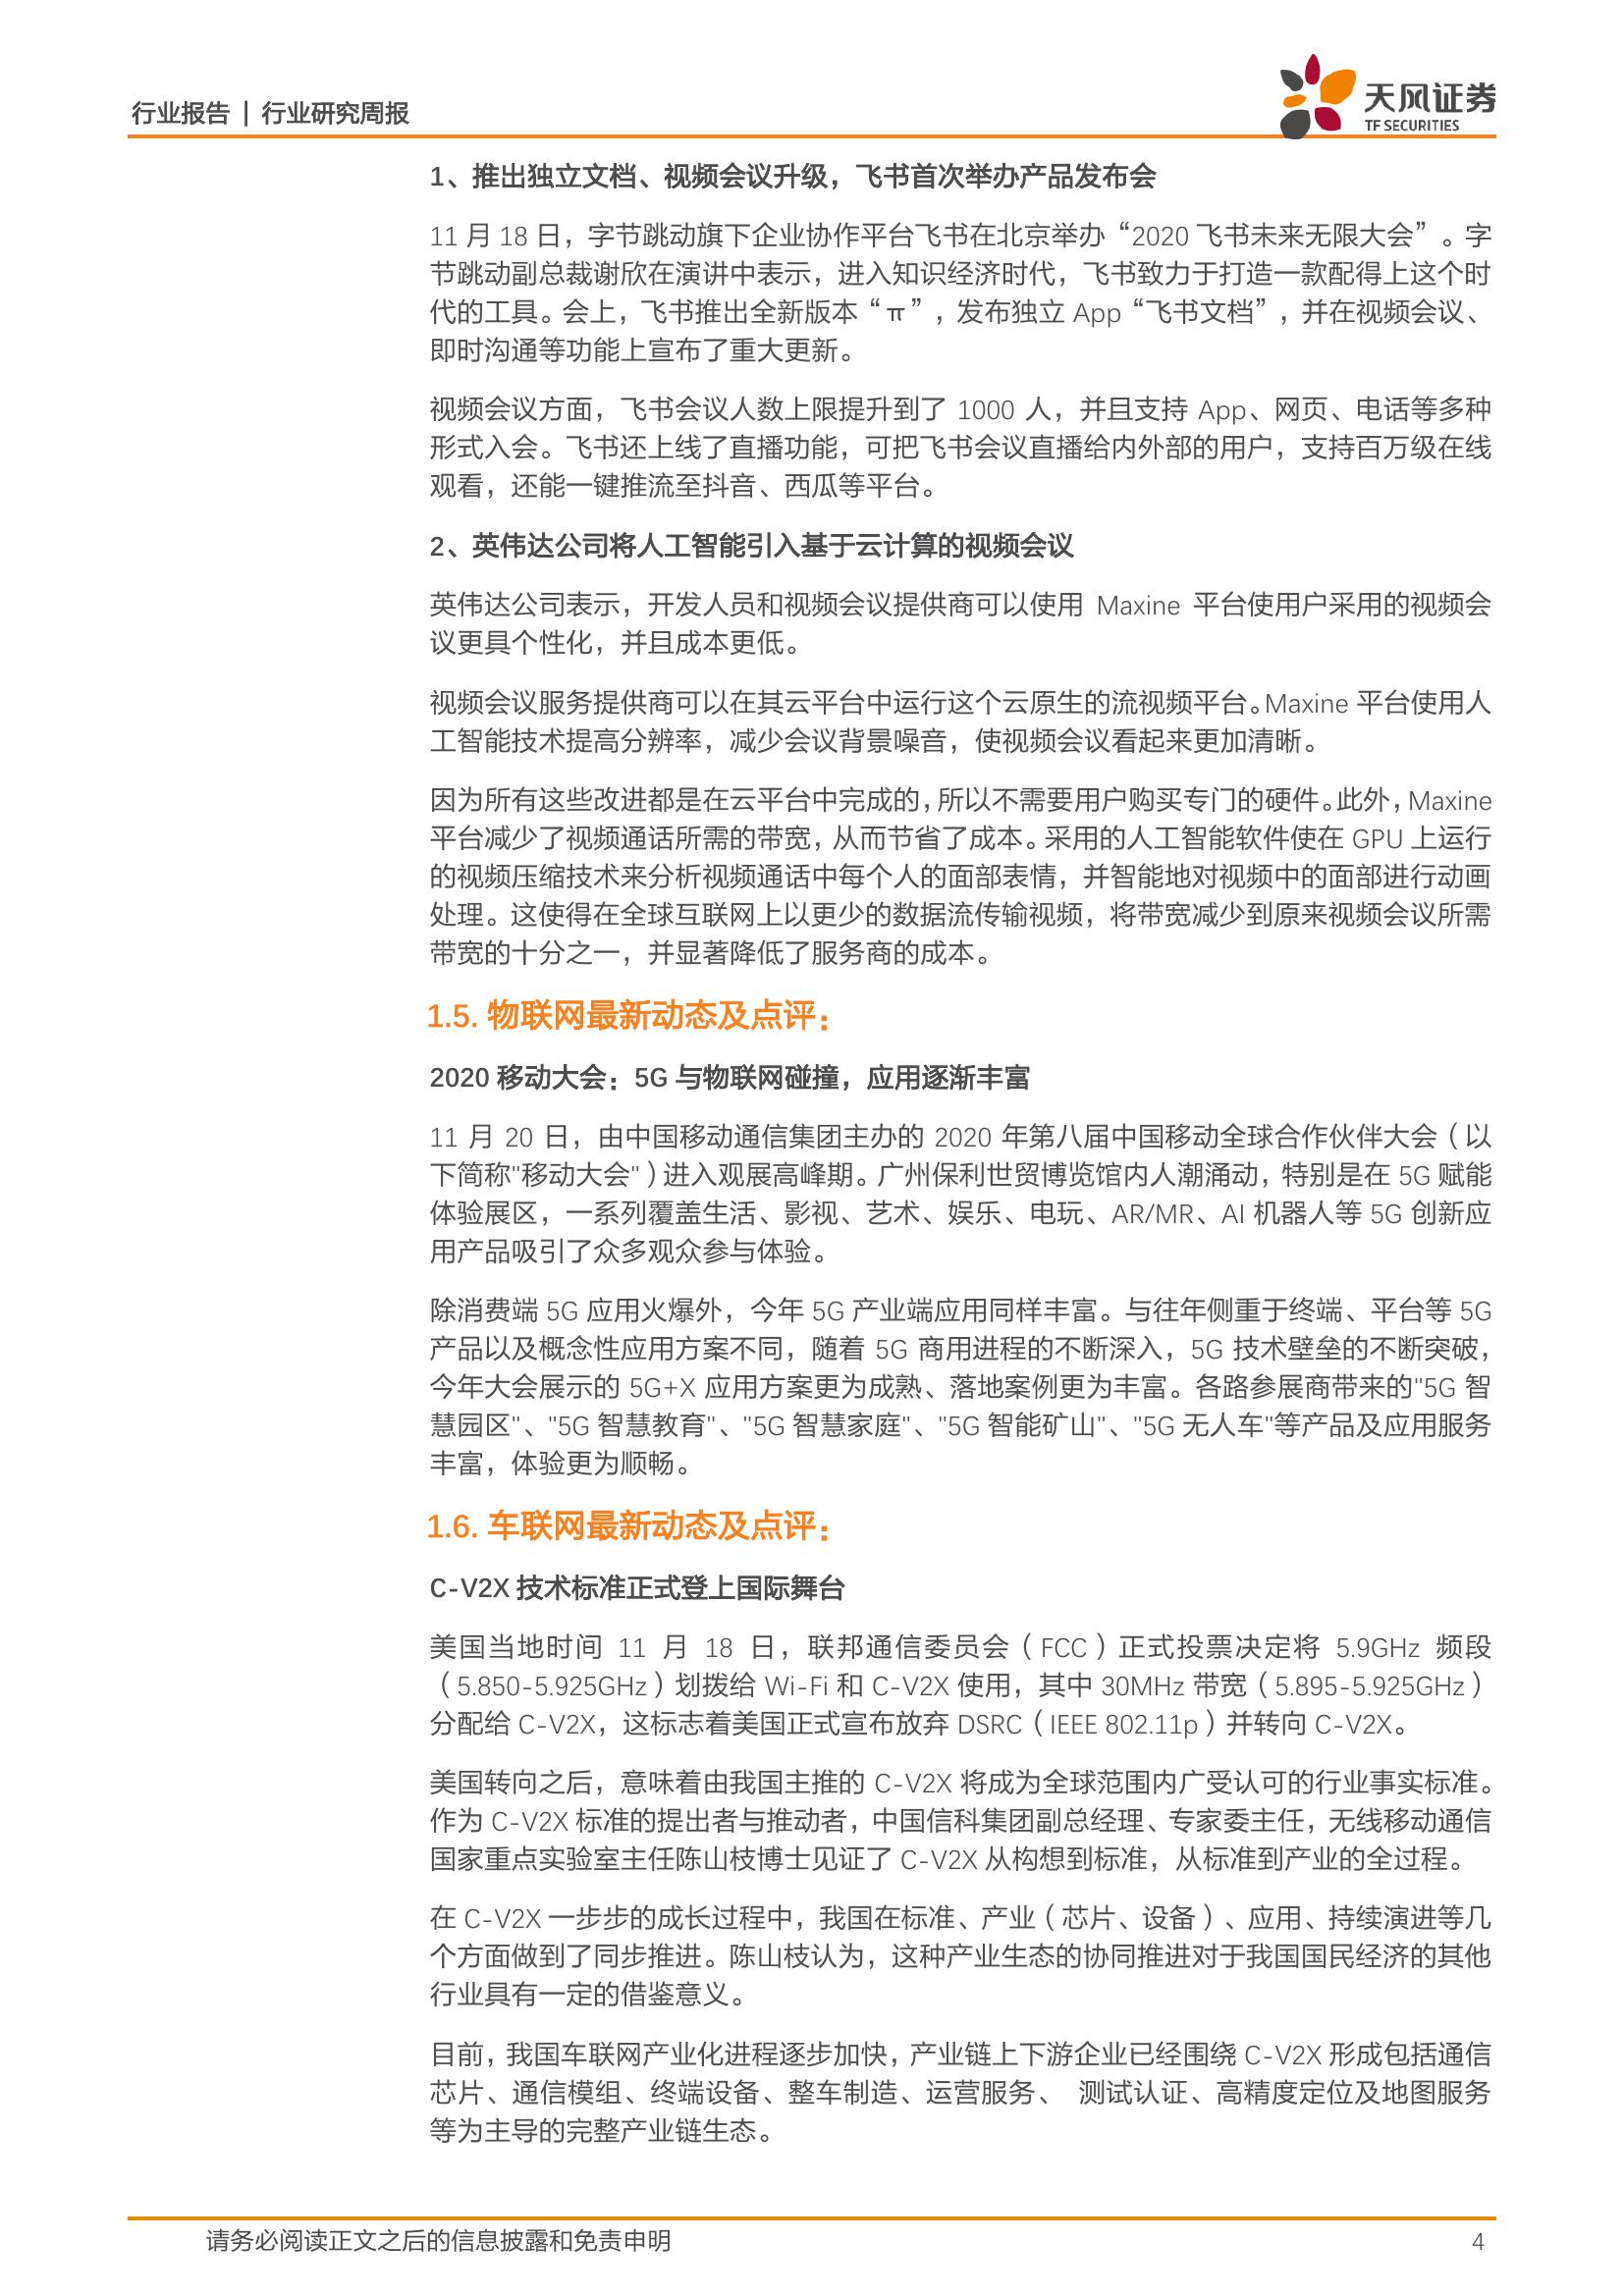 行业报告 | 行业研究周报
天风证券
TF SECURITIES
1、推出独立文档、视频会议升级，飞书首次举办产品发布会
11 月 18 日，字节跳动旗下企业协作平台飞书在北京举办“2020 飞书未来无限大会”。字
节跳动副总裁谢欣在演讲中表示，进入知识经济时代，飞书致力于打造一款配得上这个时
代的工具。会上，飞书推出全新版本“π”，发布独立 App“飞书文档”，并在视频会议、
即时沟通等功能上宣布了重大更新。
视频会议方面，飞书会议人数上限提升到了 1000 人，并且支持 App、网页、电话等多种
形式入会。飞书还上线了直播功能，可把飞书会议直播给内外部的用户，支持百万级在线
观看，还能一键推流至抖音、西瓜等平台。
2、英伟达公司将人工智能引入基于云计算的视频会议
英伟达公司表示，开发人员和视频会议提供商可以使用 Maxine 平台使用户采用的视频会
议更具个性化，并且成本更低。
视频会议服务提供商可以在其云平台中运行这个云原生的流视频平台。Maxine 平台使用人
工智能技术提高分辨率，减少会议背景噪音，使视频会议看起来更加清晰。
因为所有这些改进都是在云平台中完成的，所以不需要用户购买专门的硬件。此外，Maxine
平台减少了视频通话所需的带宽，从而节省了成本。采用的人工智能软件使在 GPU 上运行
的视频压缩技术来分析视频通话中每个人的面部表情，并智能地对视频中的面部进行动画
处理。这使得在全球互联网上以更少的数据流传输视频，将带宽减少到原来视频会议所需
带宽的十分之一，并显著降低了服务商的成本。
1.5. 物联网最新动态及点评：
2020 移动大会：5G 与物联网碰撞，应用逐渐丰富
11 月 20 日，由中国移动通信集团主办的 2020 年第八届中国移动全球合作伙伴大会（以
下简称"移动大会"）进入观展高峰期。广州保利世贸博览馆内人潮涌动，特别是在 5G 赋能
体验展区，一系列覆盖生活、影视、艺术、娱乐、电玩、AR/MR、AI 机器人等 5G 创新应
用产品吸引了众多观众参与体验。
除消费端 5G 应用火爆外，今年 5G 产业端应用同样丰富。与往年侧重于终端、平台等 5G
产品以及概念性应用方案不同，随着 5G 商用进程的不断深入，5G 技术壁垒的不断突破，
今年大会展示的 5G+X 应用方案更为成熟、落地案例更为丰富。各路参展商带来的"5G 智
慧园区"、"5G 智慧教育"、"5G 智慧家庭"、"5G 智能矿山"、"5G 无人车"等产品及应用服务
丰富，体验更为顺畅。
1.6. 车联网最新动态及点评：
C-V2X 技术标准正式登上国际舞台
美国当地时间 11 月 18 日，联邦通信委员会（FCC）正式投票决定将 5.9GHz 频段
（5.850-5.925GHz）划拨给 Wi-Fi 和 C-V2X 使用，其中 30MHz 带宽（5.895-5.925GHz）
分配给 C-V2X，这标志着美国正式宣布放弃 DSRC（IEEE 802.11p）并转向 C-V2X。
美国转向之后，意味着由我国主推的 C-V2X 将成为全球范围内广受认可的行业事实标准。
作为 C-V2X 标准的提出者与推动者，中国信科集团副总经理、专家委主任，无线移动通信
国家重点实验室主任陈山枝博士见证了 C-V2X 从构想到标准，从标准到产业的全过程。
在 C-V2X 一步步的成长过程中，我国在标准、产业（芯片、设备）、应用、持续演进等几
个方面做到了同步推进。陈山枝认为，这种产业生态的协同推进对于我国国民经济的其他
行业具有一定的借鉴意义。
目前，我国车联网产业化进程逐步加快，产业链上下游企业已经围绕 C-V2X 形成包括通信
芯片、通信模组、终端设备、整车制造、运营服务、 测试认证、高精度定位及地图服务
等为主导的完整产业链生态。
请务必阅读正文之后的信息披露和免责申明
4